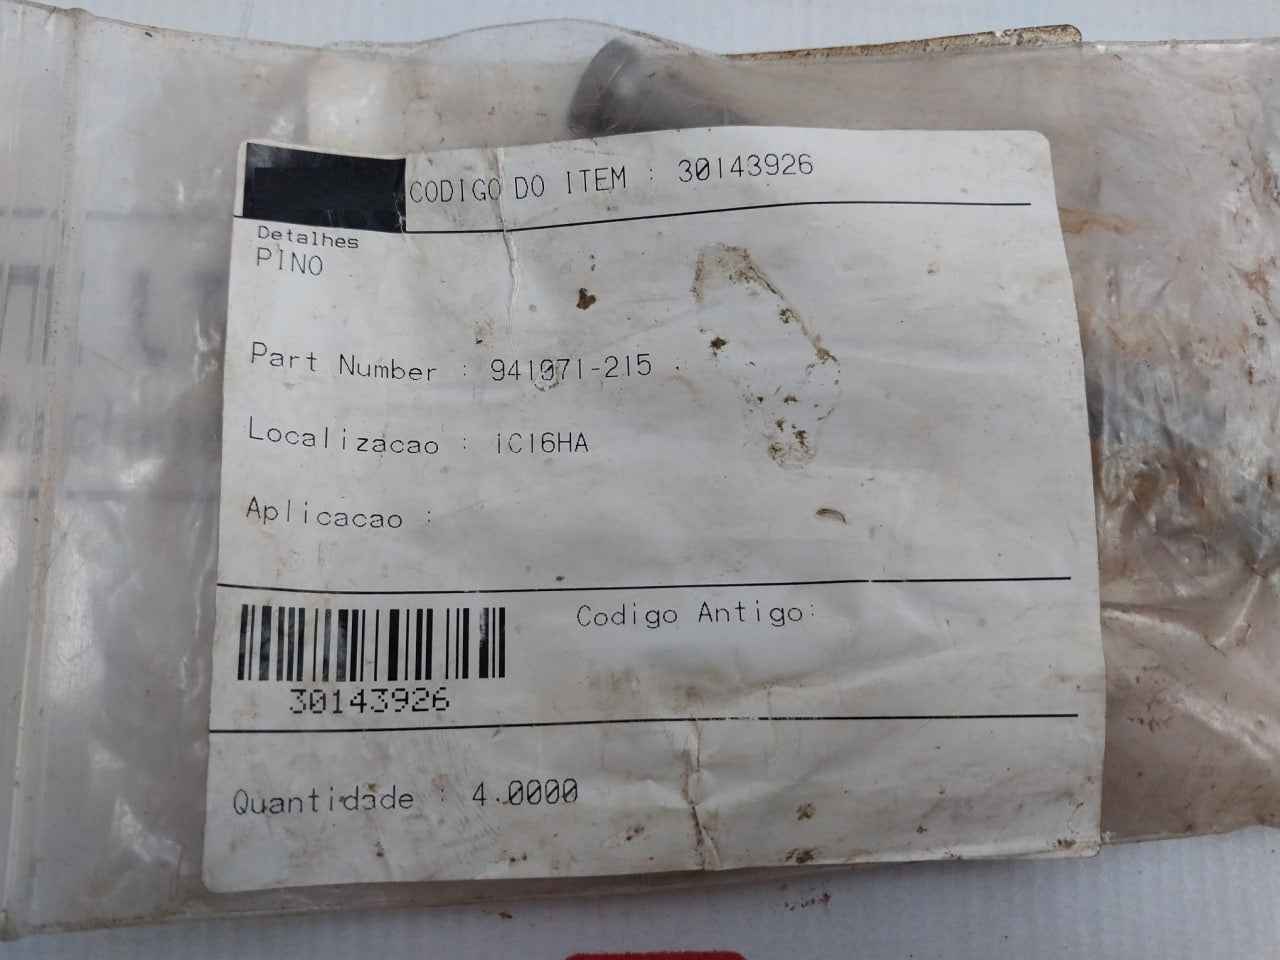 CODIGO DO ITEM : 30143926
Detalhes
PINO
Part Number : 941071-215
Localizacao : 1C16HA
Aplicacao :
Codigo Antigo:
30143926
Quantidade : 4.0000